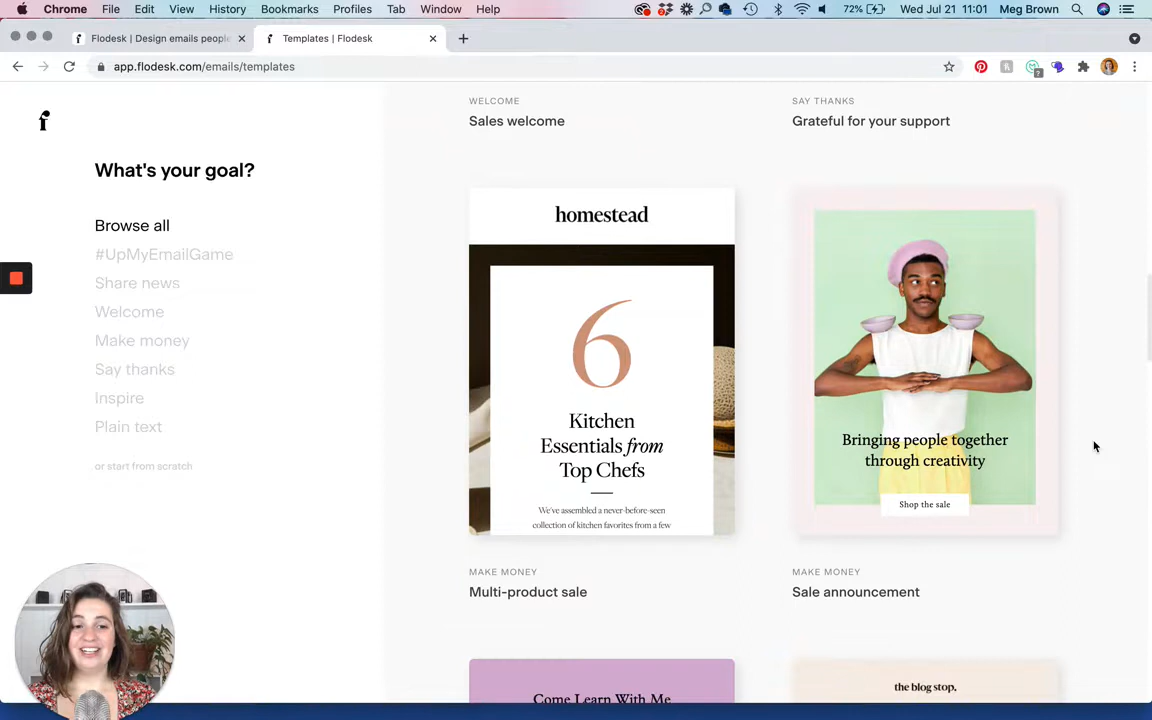 Chrome File Edit View History Bookmarks Profiles Tab Window Help 72% Wed Jul 21 11:01 Meg Brown
Flodesk | Design emails people
Templates | Flodesk
app.flodesk.com/emails/templates
What's your goal?
Browse all
#UpMyEmailGame
Share news
Welcome
Make money
Say thanks
Inspire
Plain text
or start from scratch
WELCOME
Sales welcome
SAY THANKS
Grateful for your support
homestead
6
Kitchen
Essentials from
Top Chefs
We've assembled a never-before-seen
collection of kitchen favorites from a few
MAKE MONEY
Multi-product sale
Bringing people together
through creativity
Shop the sale
MAKE MONEY
Sale announcement
Come Learn With Me
the blog stop,